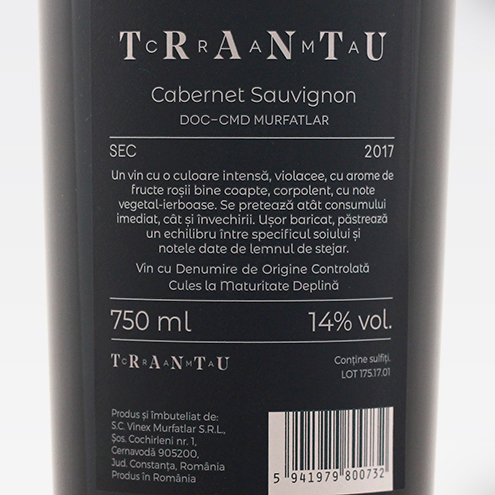 TRANTU
CRAMA
Cabernet Sauvignon
DOC-CMD MURFATLAR
SEC 2017
Un vin cu o culoare intensă, violacee, cu arome de
fructe roșii bine coapte, corpolent, cu note
vegetal-ierboase. Se pretează atât consumului
imediat, cât și învechirii. Ușor baricat, păstrează
un echilibru între specificul soiului și
notele date de lemnul de stejar.
Vin cu Denumire de Origine Controlată
Cules la Maturitate Deplină
750 ml 14% vol.
TRANTU
CRAMA
Conține sulfiți.
LOT 175.17.01
Produs și îmbuteliat de:
S.C. Vinex Murfatlar S.R.L.,
Șos. Cochirleni nr. 1,
Cernavodă 905200,
Jud. Constanța, România
Produs în România
5 941979 800732